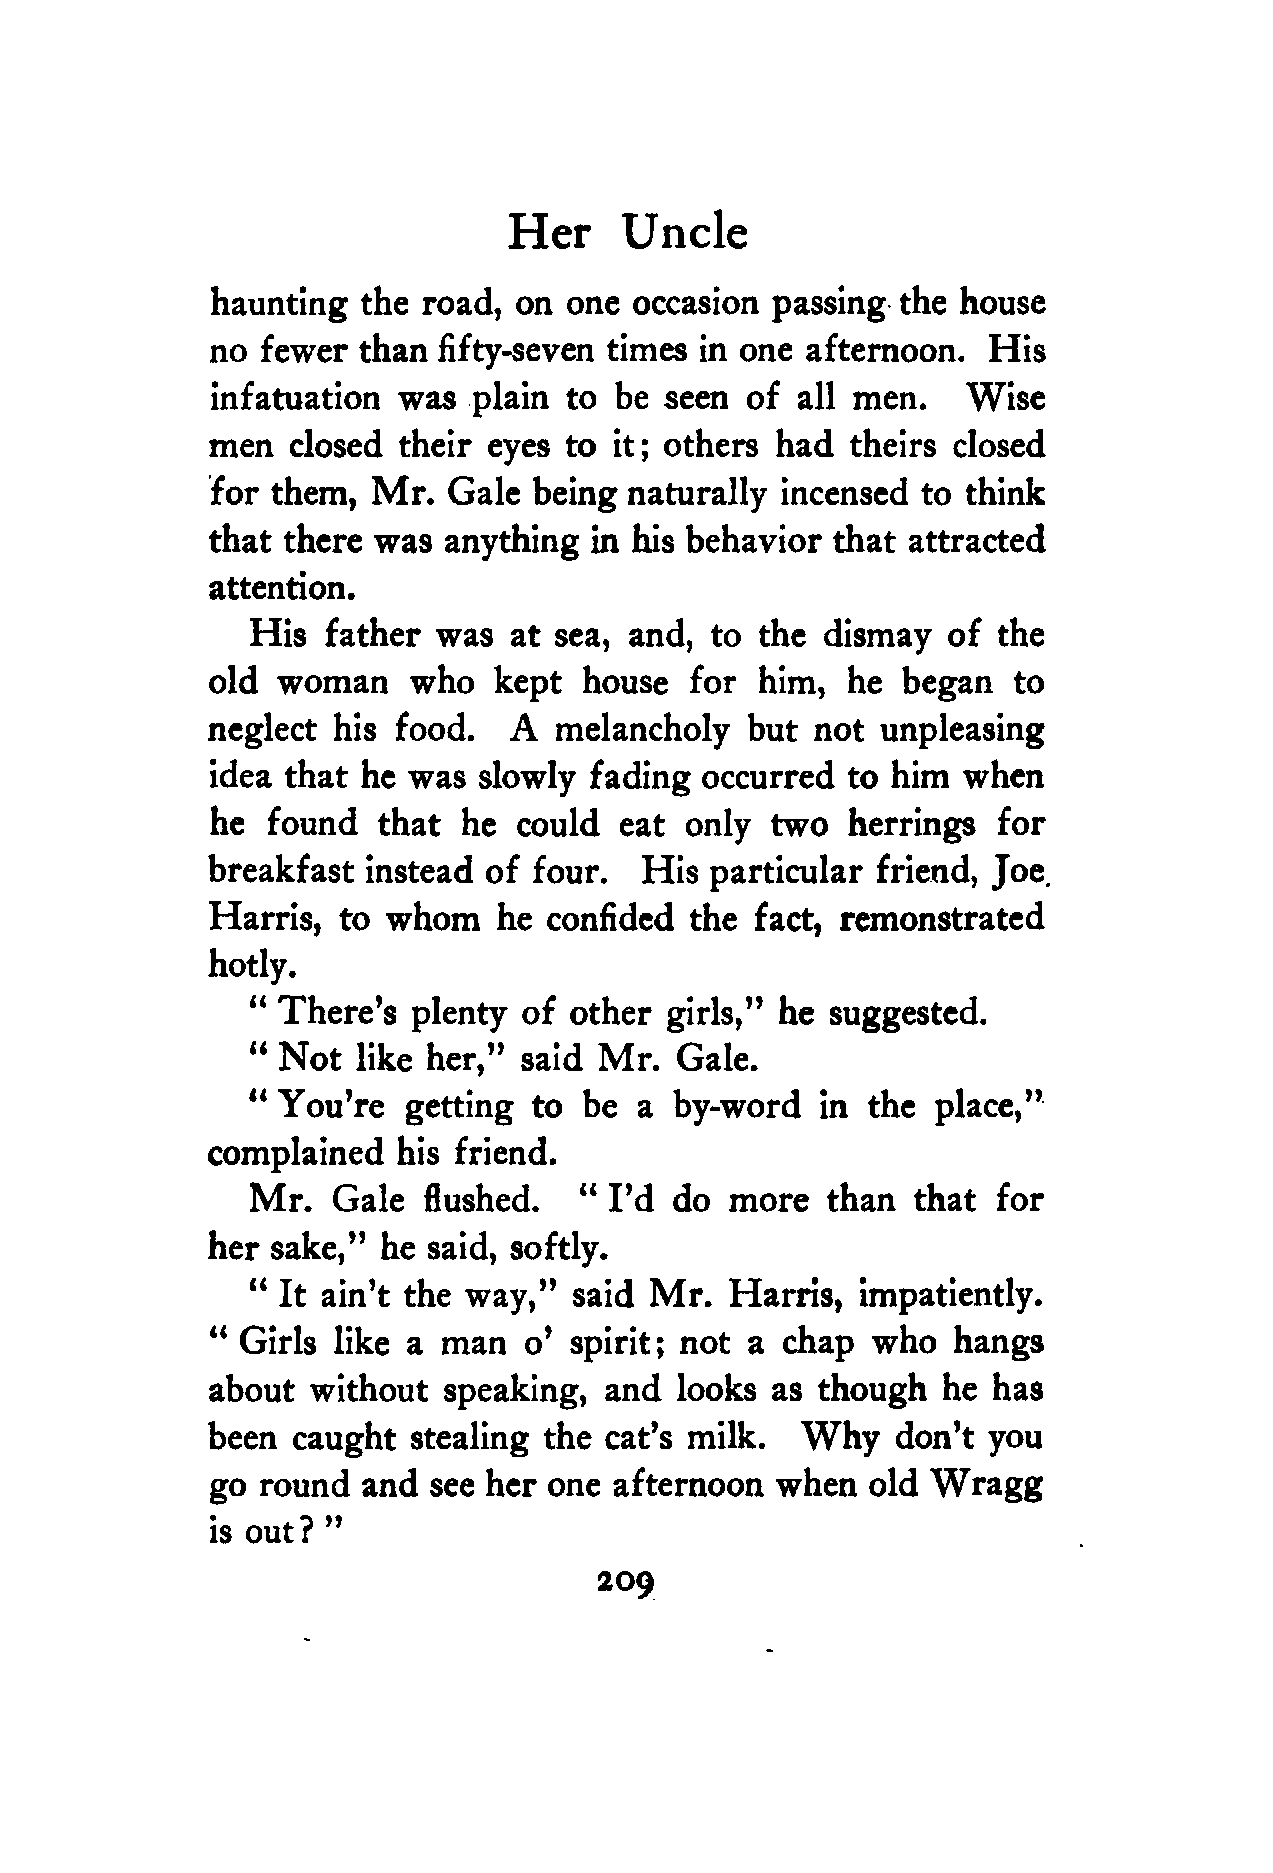 Her Uncle
haunting the road, on one occasion passing the house
no fewer than fifty-seven times in one afternoon. His
infatuation was plain to be seen of all men. Wise
men closed their eyes to it; others had theirs closed
for them, Mr. Gale being naturally incensed to think
that there was anything in his behavior that attracted
attention.
His father was at sea, and, to the dismay of the
old woman who kept house for him, he began to
neglect his food. A melancholy but not unpleasing
idea that he was slowly fading occurred to him when
he found that he could eat only two herrings for
breakfast instead of four. His particular friend, Joe
Harris, to whom he confided the fact, remonstrated
hotly.
" There's plenty of other girls," he suggested.
" Not like her," said Mr. Gale.
" You're getting to be a by-word in the place,"
complained his friend.
Mr. Gale flushed. " I'd do more than that for
her sake," he said, softly.
" It ain't the way," said Mr. Harris, impatiently.
" Girls like a man o' spirit; not a chap who hangs
about without speaking, and looks as though he has
been caught stealing the cat's milk. Why don't you
go round and see her one afternoon when old Wragg
is out? "
209